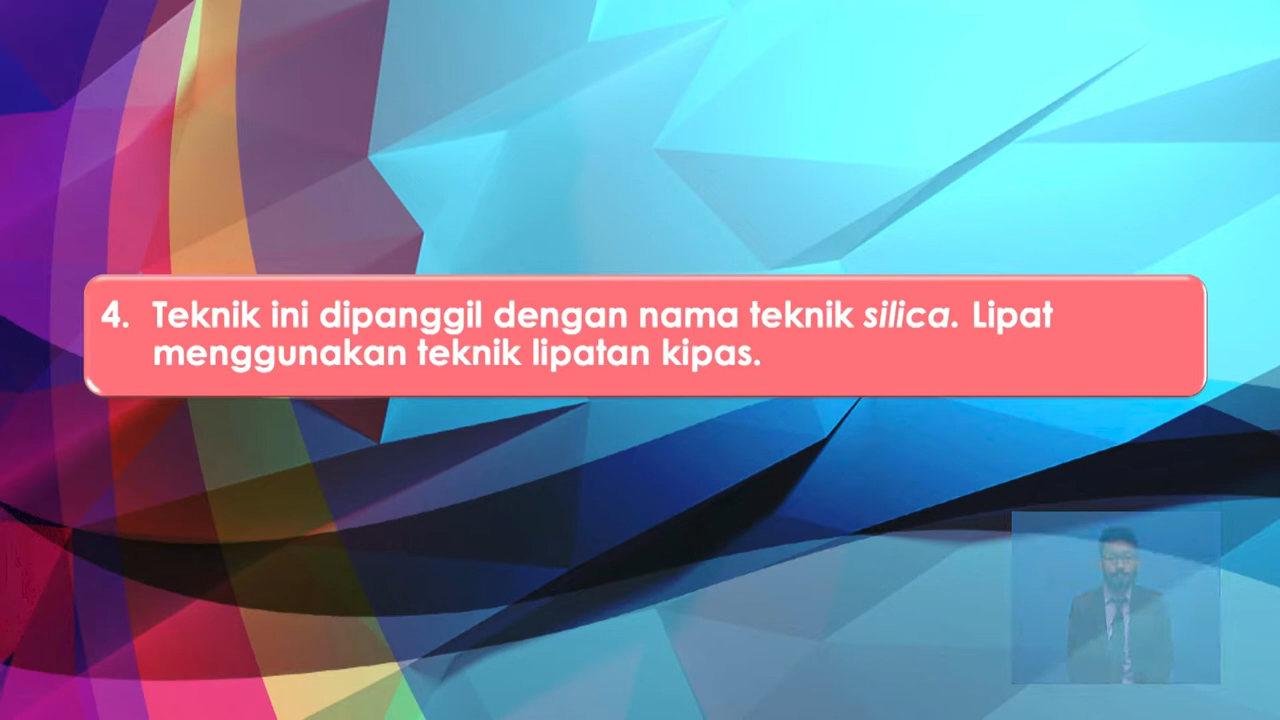 4. Teknik ini dipanggil dengan nama teknik silica. Lipat
menggunakan teknik lipatan kipas.